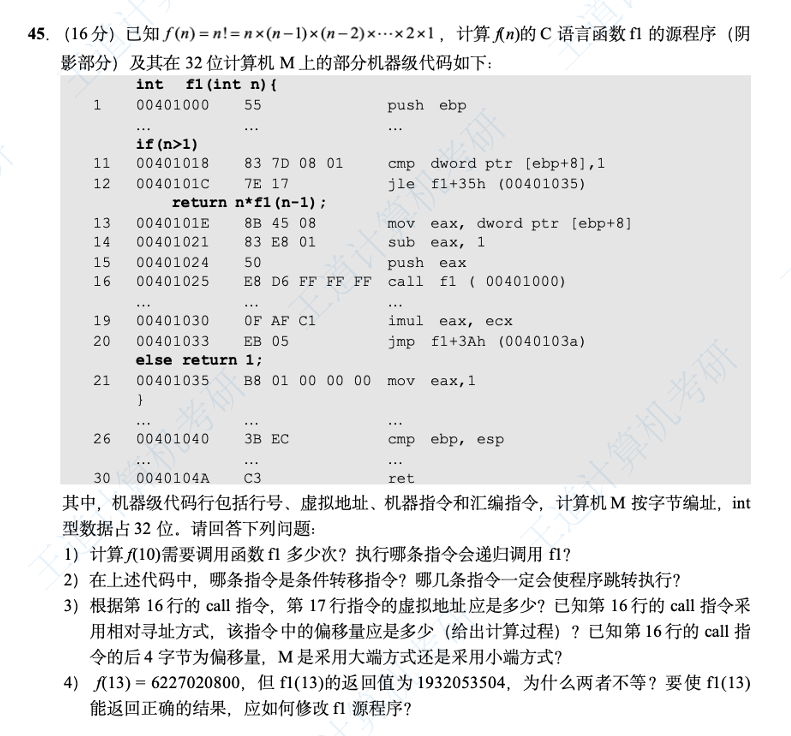 45. (16分) 已知 f(n) = n! = n×(n−1)×(n−2)×⋯×2×1，计算 f(n)的 C 语言函数 f1 的源程序（阴
影部分）及其在 32 位计算机 M 上的部分机器级代码如下：
int f1(int n){
1 00401000 55 push ebp
… … …
if(n>1)
11 00401018 83 7D 08 01 cmp dword ptr [ebp+8],1
12 0040101C 7E 17 jle f1+35h (00401035)
return n*f1(n-1);
13 0040101E 8B 45 08 mov eax, dword ptr [ebp+8]
14 00401021 83 E8 01 sub eax, 1
15 00401024 50 push eax
16 00401025 E8 D6 FF FF FF call f1 ( 00401000)
… … …
19 00401030 0F AF C1 imul eax, ecx
20 00401033 EB 05 jmp f1+3Ah (0040103a)
else return 1;
21 00401035 B8 01 00 00 00 mov eax,1
}
… … …
26 00401040 3B EC cmp ebp, esp
… … …
30 0040104A C3 ret
其中，机器级代码行包括行号、虚拟地址、机器指令和汇编指令，计算机 M 按字节编址，int
型数据占 32 位。请回答下列问题：
1) 计算 f(10)需要调用函数 f1 多少次？执行哪条指令会递归调用 f1?
2) 在上述代码中，哪条指令是条件转移指令？哪几条指令一定会使程序跳转执行？
3) 根据第 16 行的 call 指令，第 17 行指令的虚拟地址应是多少？已知第 16 行的 call 指令采
用相对寻址方式，该指令中的偏移量应是多少（给出计算过程）？已知第 16 行的 call 指
令的后 4 字节为偏移量，M 是采用大端方式还是采用小端方式？
4) f(13) = 6227020800，但 f1(13)的返回值为 1932053504，为什么两者不等？要使 f1(13)
能返回正确的结果，应如何修改 f1 源程序？
王道计算机考研